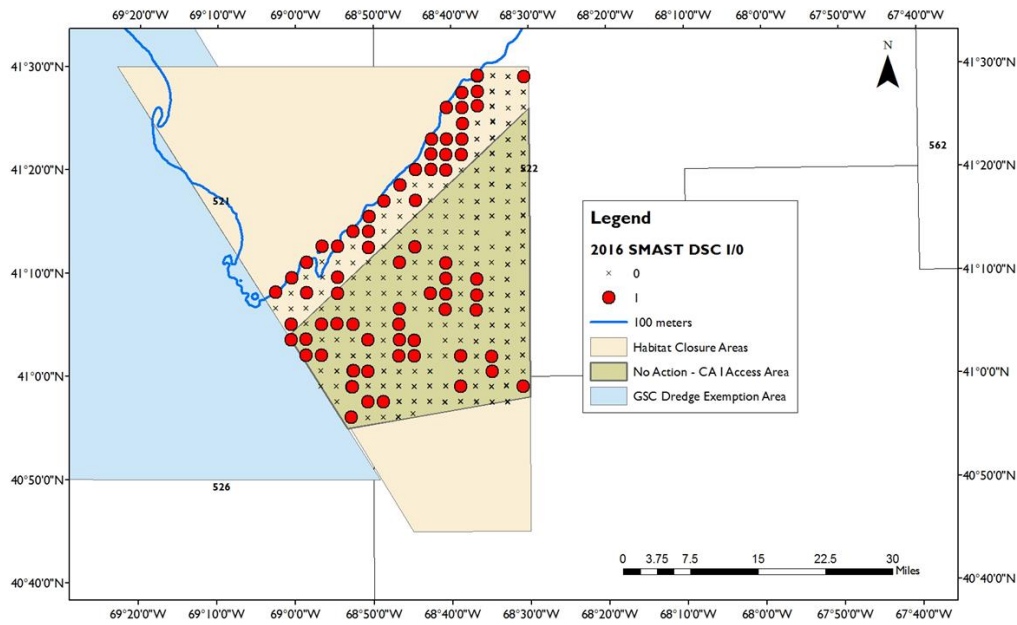 69°20'0"W 69°10'0"W 69°0'0"W 68°50'0"W 68°40'0"W 68°30'0"W 68°20'0"W 68°10'0"W 68°0'0"W 67°50'0"W 67°40'0"W
41°30'0"N
41°30'0"N
N
562
41°20'0"N
522
41°20'0"N
521
Legend
2016 SMAST DSC 1/0
0
1
100 meters
Habitat Closure Areas
No Action - CA I Access Area
GSC Dredge Exemption Area
41°10'0"N
41°10'0"N
41°0'0"N
41°0'0"N
40°50'0"N
40°50'0"N
526
0 3.75 7.5 15 22.5 30
Miles
40°40'0"N
40°40'0"N
69°20'0"W 69°10'0"W 69°0'0"W 68°50'0"W 68°40'0"W 68°30'0"W 68°20'0"W 68°10'0"W 68°0'0"W 67°50'0"W 67°40'0"W